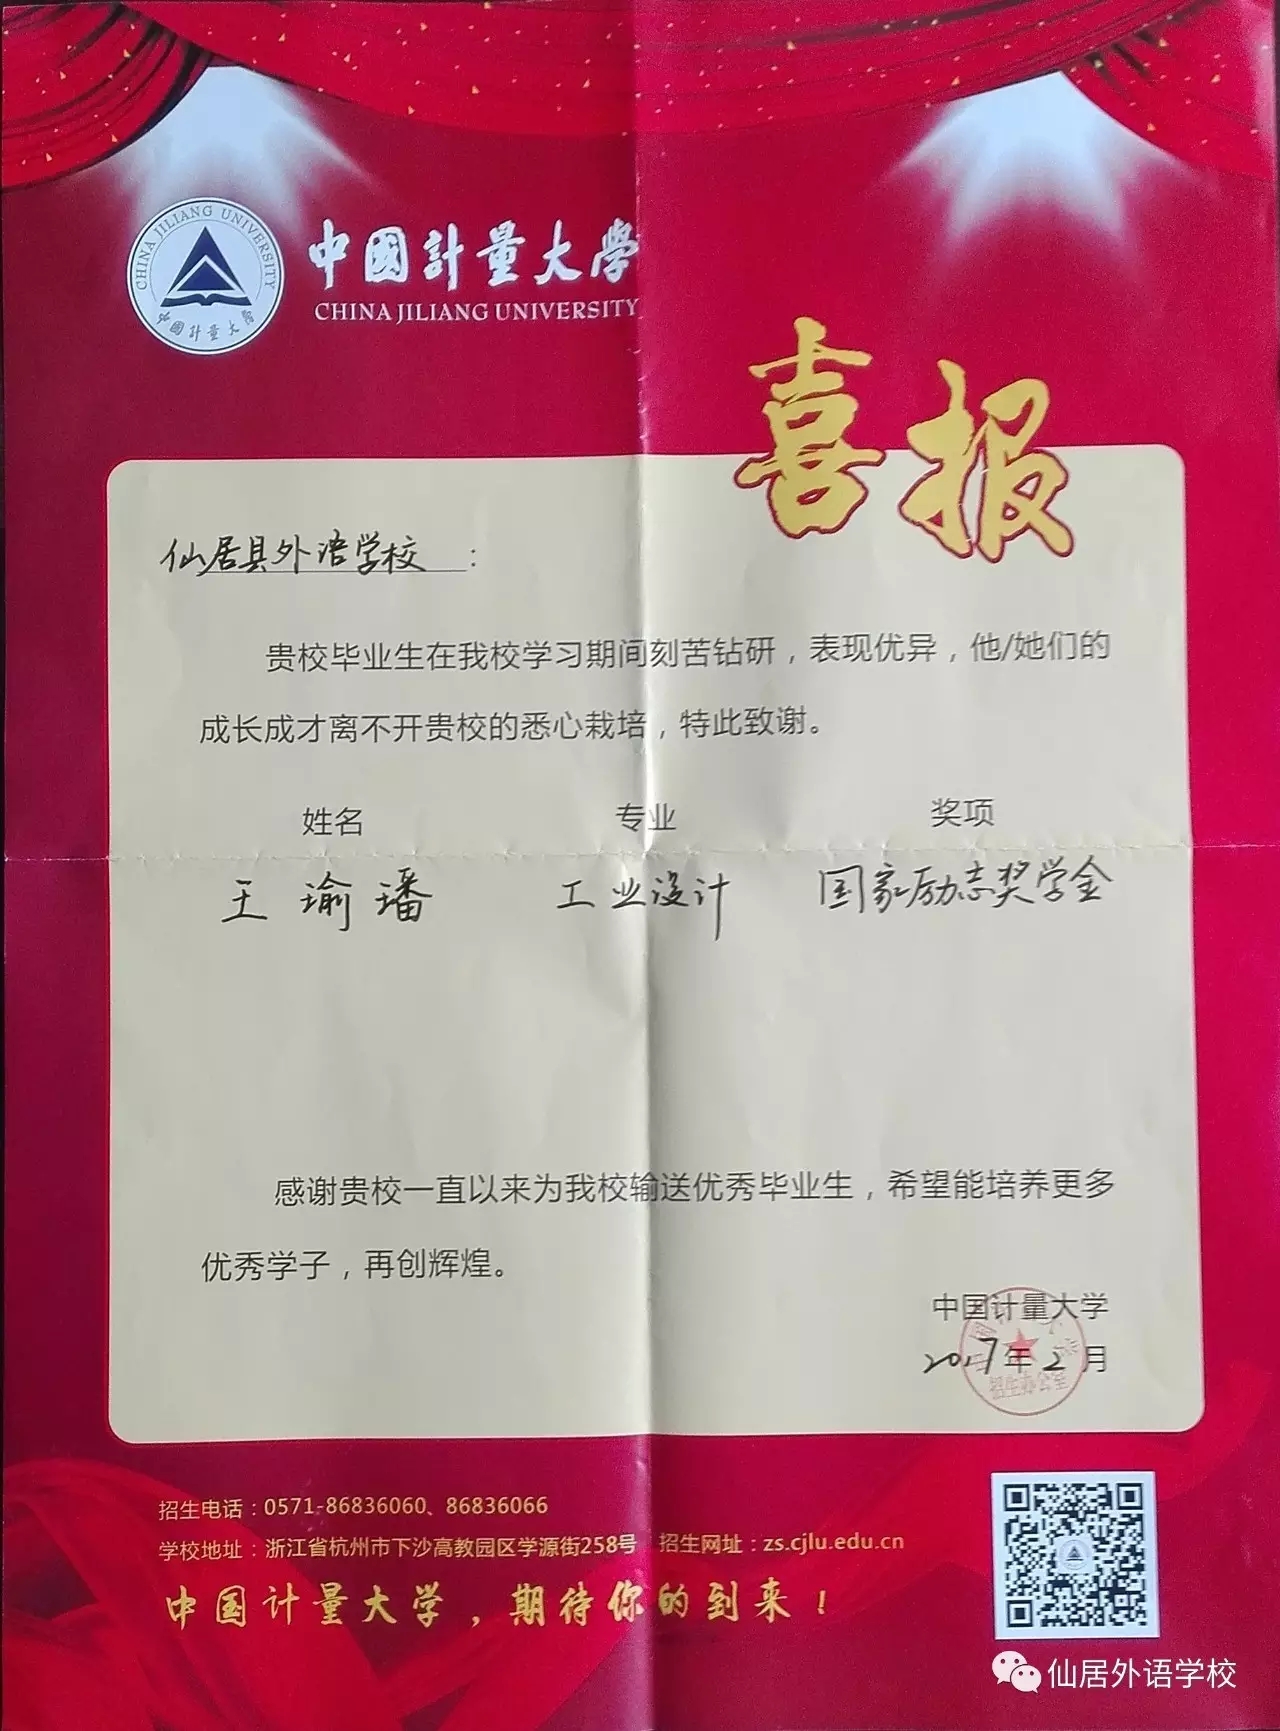 CHINA JILIANG UNIVERSITY
中国計量大學
中國計量大學
CHINA JILIANG UNIVERSITY
喜报
仙居县外语学校：
贵校毕业生在我校学习期间刻苦钻研，表现优异，他/她们的
成长成才离不开贵校的悉心栽培，特此致谢。
姓名 专业 奖项
王瑜璠 工业设计 国家励志奖学金
感谢贵校一直以来为我校输送优秀毕业生，希望能培养更多
优秀学子，再创辉煌。
中国计量大学
2017年2月
招生办公室
招生电话：0571-86836060、86836066
学校地址：浙江省杭州市下沙高教园区学源街258号 招生网址：zs.cjlu.edu.cn
中国计量大学，期待你的到来！
仙居外语学校